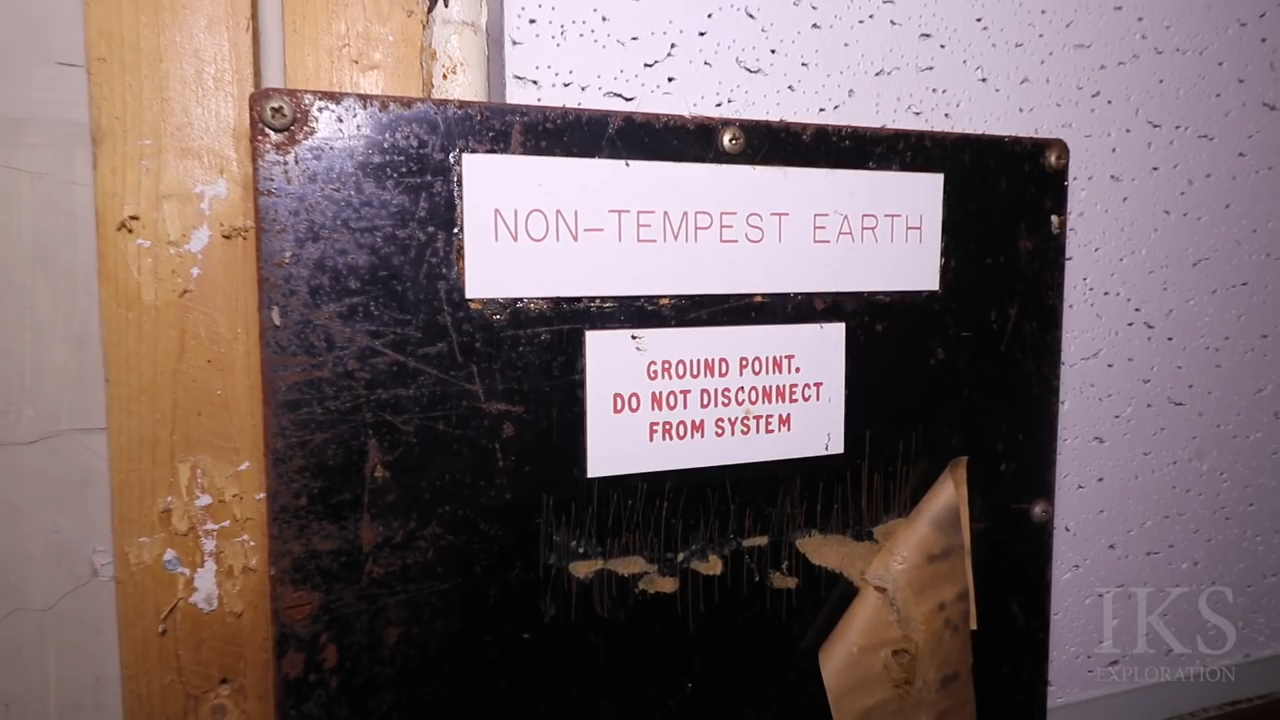 NON-TEMPEST EARTH
GROUND POINT.
DO NOT DISCONNECT
FROM SYSTEM
IKS
EXPLORATION